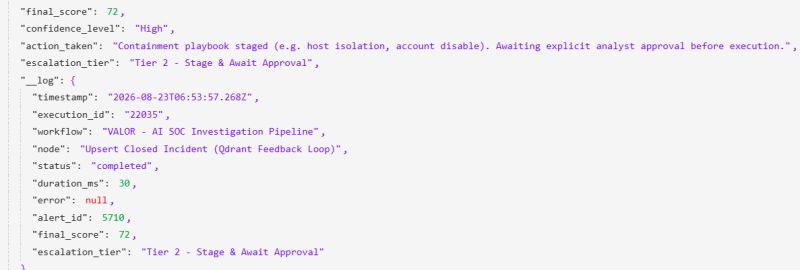 "final_score": 72,
"confidence_level": "High",
"action_taken": "Containment playbook staged (e.g. host isolation, account disable). Awaiting explicit analyst approval before execution.",
"escalation_tier": "Tier 2 - Stage & Await Approval",
"__log": {
"timestamp": "2026-08-23T06:53:57.268Z",
"execution_id": "22035",
"workflow": "VALOR - AI SOC Investigation Pipeline",
"node": "Upsert Closed Incident (Qdrant Feedback Loop)",
"status": "completed",
"duration_ms": 30,
"error": null,
"alert_id": 5710,
"final_score": 72,
"escalation_tier": "Tier 2 - Stage & Await Approval"
}